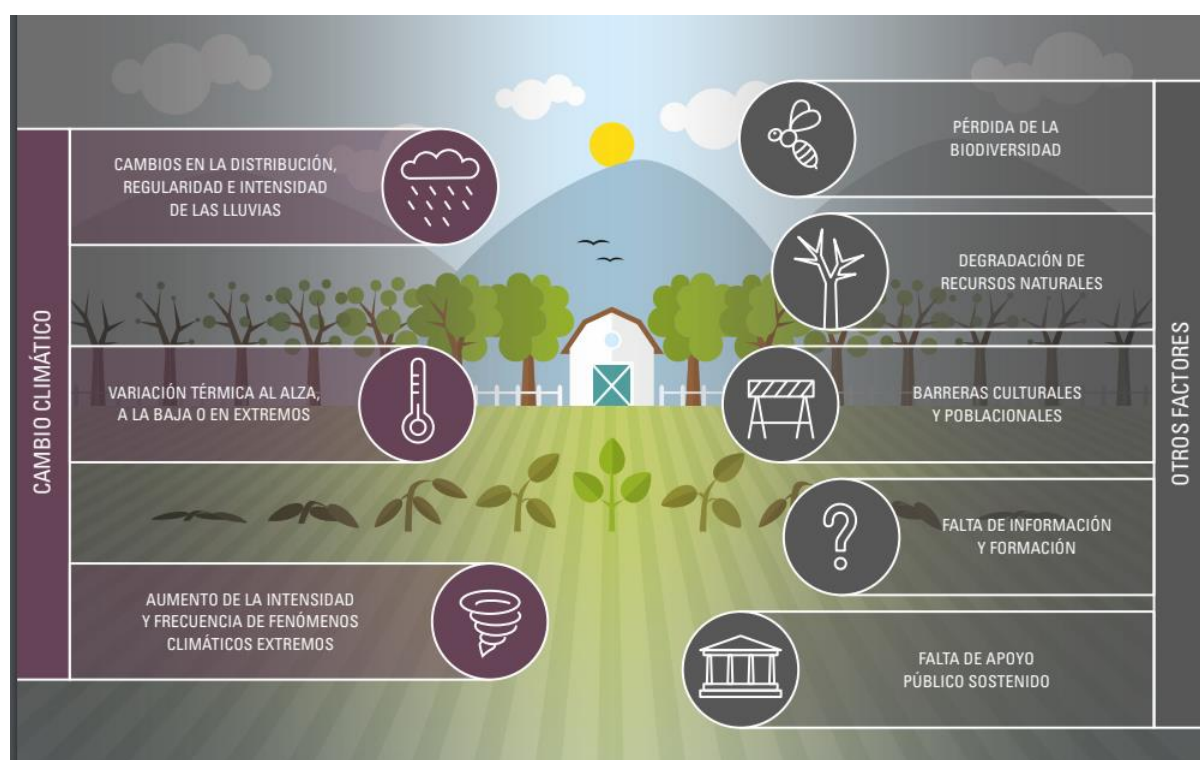 CAMBIO CLIMÁTICO
CAMBIOS EN LA DISTRIBUCIÓN,
REGULARIDAD E INTENSIDAD
DE LAS LLUVIAS
VARIACIÓN TÉRMICA AL ALZA,
A LA BAJA O EN EXTREMOS
AUMENTO DE LA INTENSIDAD
Y FRECUENCIA DE FENÓMENOS
CLIMÁTICOS EXTREMOS
OTROS FACTORES
PÉRDIDA DE LA
BIODIVERSIDAD
DEGRADACIÓN DE
RECURSOS NATURALES
BARRERAS CULTURALES
Y POBLACIONALES
FALTA DE INFORMACIÓN
Y FORMACIÓN
FALTA DE APOYO
PÚBLICO SOSTENIDO